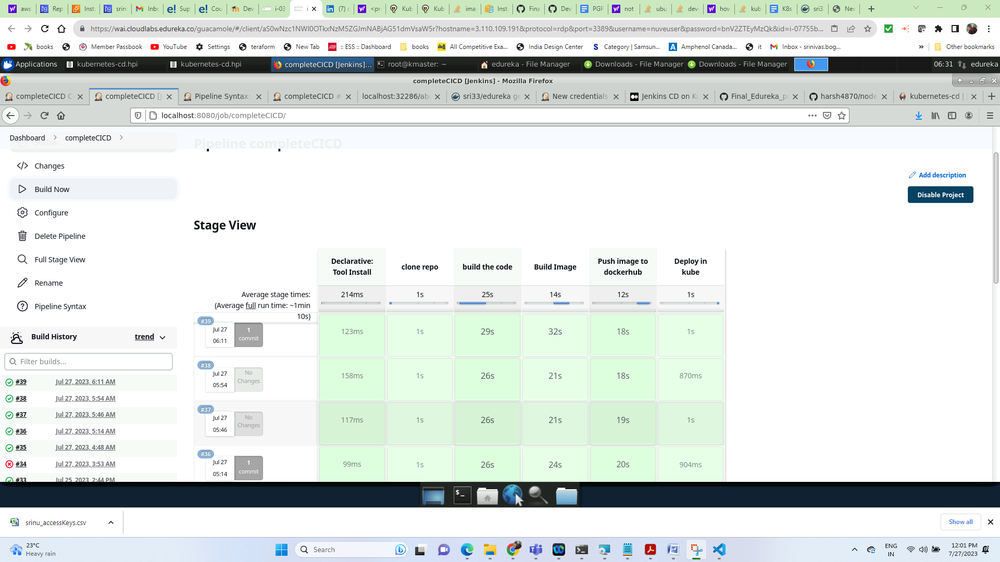 aws
Rep
Inst
srini
Inbo
Sup
Cou
Dev
i-03
i
(7) c
<pr
Kub
Kub
ima
Inst
Fina
Dev
PGP
not
ubu
deve
how
kub
K8s
sri3
New
https://wai.cloudlabs.edureka.co/guacamole/#/client/aS0wNzc1NWI0OTkxNzM5ZGJmNABjAG51dmVsaW5r?hostname=3.110.109.191&protocol=rdp&port=3389&username=nuveuser&password=bnV2ZTEyMzQk&id=i-07755b...
books
Member Passbook
YouTube
Settings
teraform
New Tab
:: ESS :: Dashboard
books
All Competitive Exa...
India Design Center
Category | Samsun...
Amphenol Canada...
it
Inbox - srinivas.bog...
»
Other bookmarks
Applications
kubernetes-cd.hpi
kubernetes-cd.hpi
completeCICD [Jenkins]...
root@kmaster: ~
edureka - File Manager
Downloads - File Manager
Downloads - File Manager
06:31
edureka
completeCICD [Jenkins] - Mozilla Firefox
completeCICD C
completeCICD [J
Pipeline Syntax:
completeCICD #
localhost:32286/abc
sri33/edureka ge
New credentials
Jenkins CD on Ku
Final_Edureka_pr
harsh4870/node
kubernetes-cd |
localhost:8080/job/completeCICD/
Dashboard
completeCICD
Status
Pipeline completeCICD
Changes
Build Now
Configure
Delete Pipeline
Full Stage View
Rename
Pipeline Syntax
Add description
Disable Project
Stage View
Declarative: Tool Install
clone repo
build the code
Build Image
Push image to dockerhub
Deploy in kube
Average stage times:
(Average full run time: ~1min
10s)
214ms
1s
25s
14s
12s
1s
#39
Jul 27
06:11
1
commit
123ms
1s
29s
32s
18s
1s
#38
Jul 27
05:54
No
Changes
158ms
1s
26s
21s
18s
870ms
#37
Jul 27
05:46
No
Changes
117ms
1s
26s
21s
19s
1s
#36
Jul 27
05:14
1
commit
99ms
1s
26s
24s
20s
904ms
Build History
trend
Filter builds...
#39 Jul 27, 2023, 6:11 AM
#38 Jul 27, 2023, 5:54 AM
#37 Jul 27, 2023, 5:46 AM
#36 Jul 27, 2023, 5:14 AM
#35 Jul 27, 2023, 4:48 AM
#34 Jul 27, 2023, 3:53 AM
#33 Jul 25, 2023, 2:44 PM
srinu_accessKeys.csv
Show all
23°C
Heavy rain
Search
ENG
IN
12:01 PM
7/27/2023